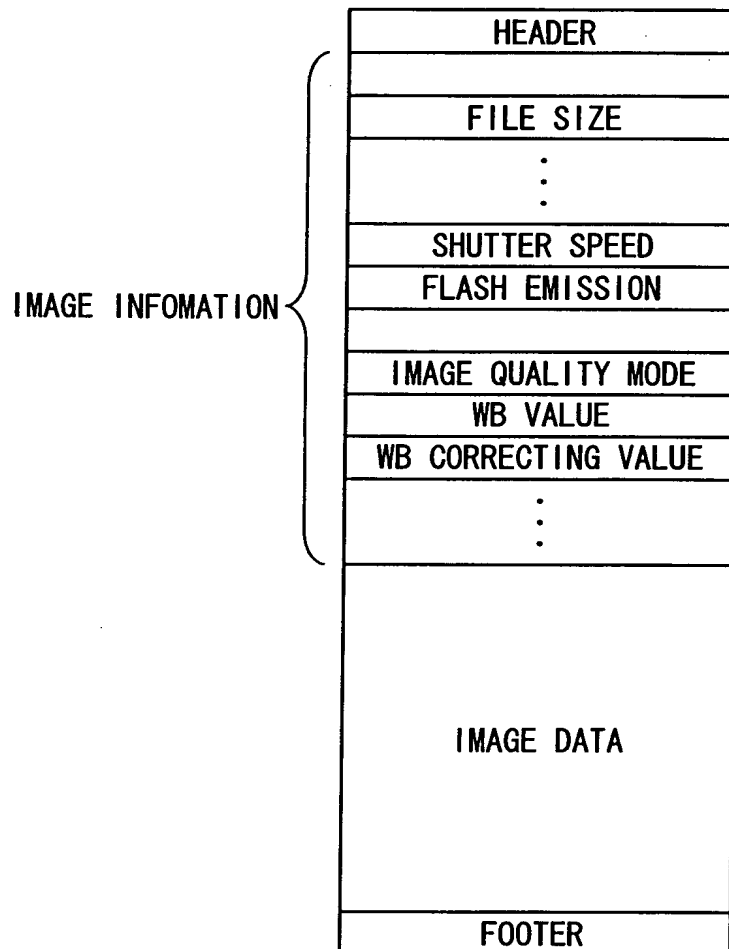 HEADER
FILE SIZE
SHUTTER SPEED
FLASH EMISSION
IMAGE INFOMATION
IMAGE QUALITY MODE
WB VALUE
WB CORRECTING VALUE
IMAGE DATA
FOOTER